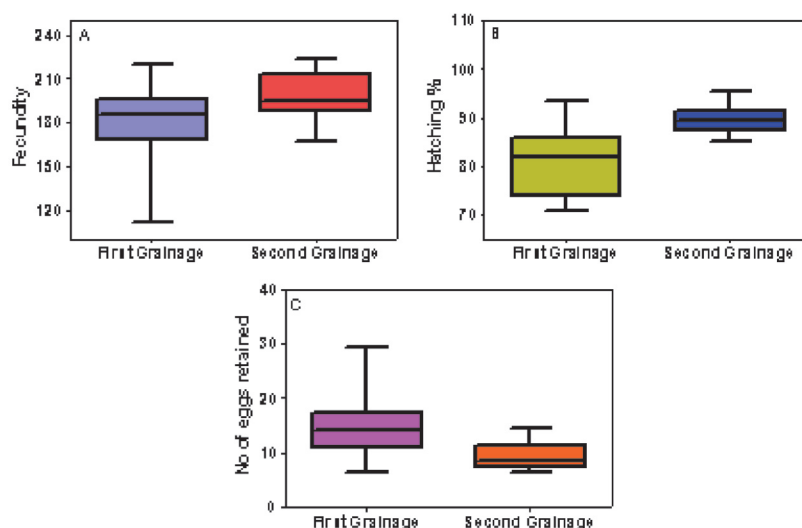 A
Fecundity
240
210
180
150
120
First Grainage Second Grainage
B
Hatching %
110
100
90
80
70
First Grainage Second Grainage
C
No of eggs retained
40
30
20
10
0
First Grainage Second Grainage